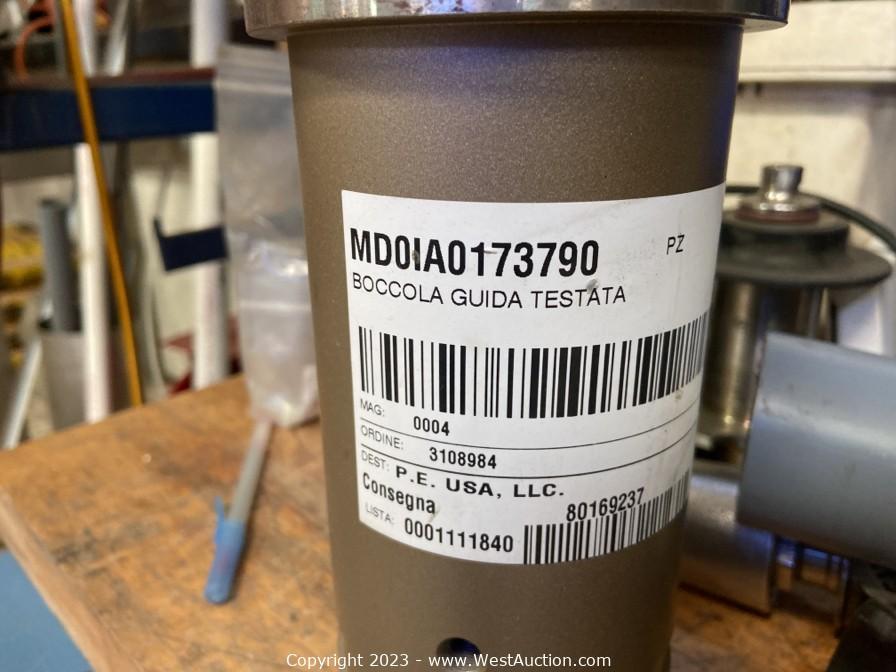 MD0IA0173790 PZ
BOCCOLA GUIDA TESTATA
MAG: 0004
ORDINE: 3108984
DEST: P.E. USA, LLC.
Consegna 80169237
LISTA: 0001111840
Copyright 2023 - www.WestAuction.com